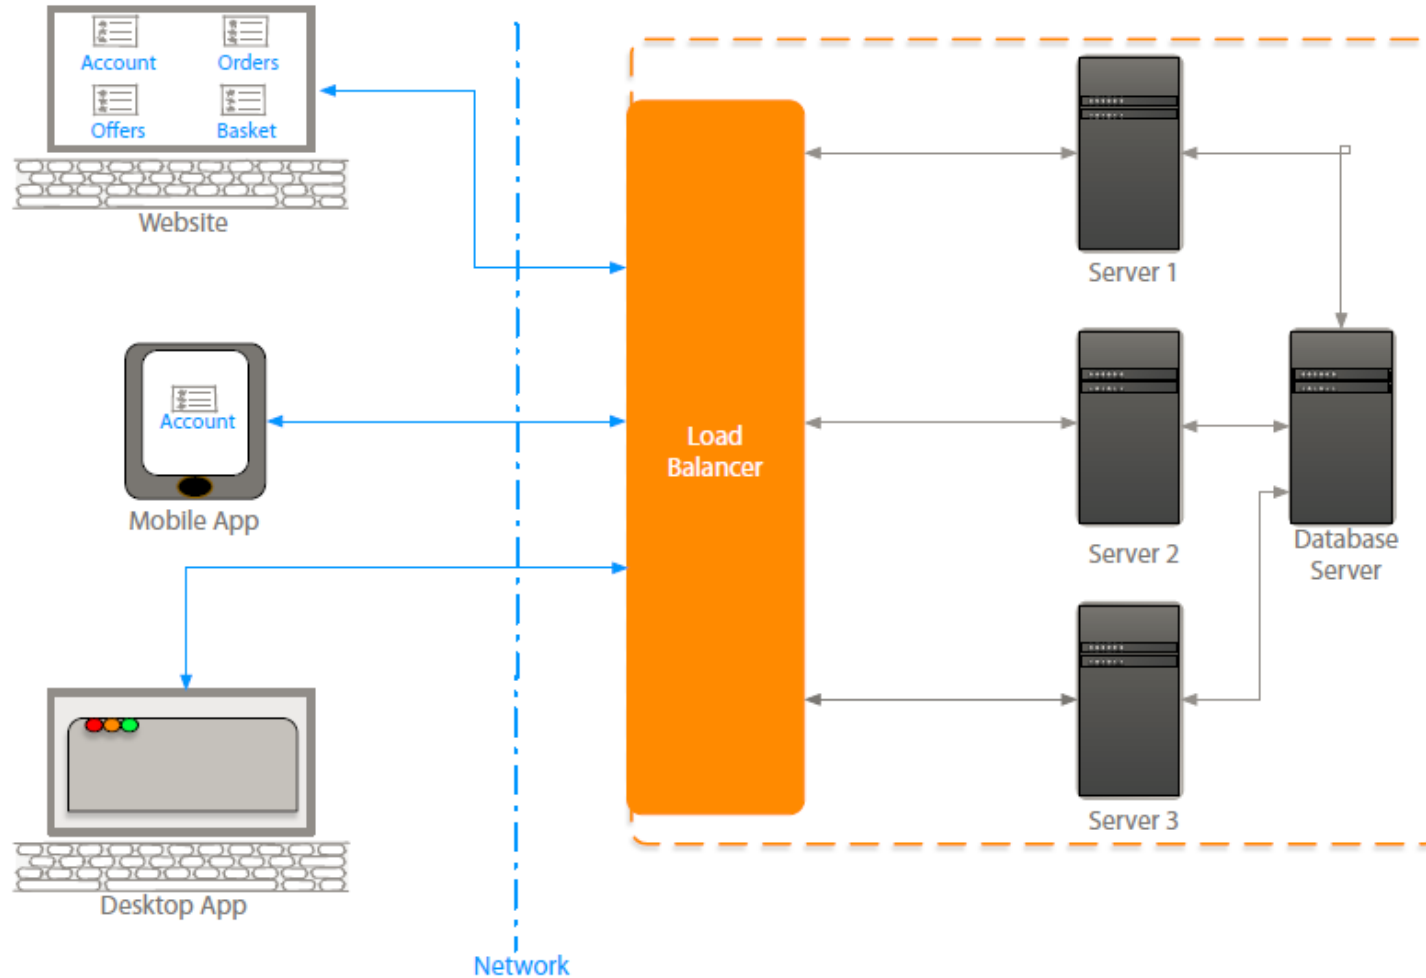 Account
Orders
Offers
Basket
Website
Account
Mobile App
Desktop App
Network
Load
Balancer
Server 1
Server 2
Server 3
Database
Server